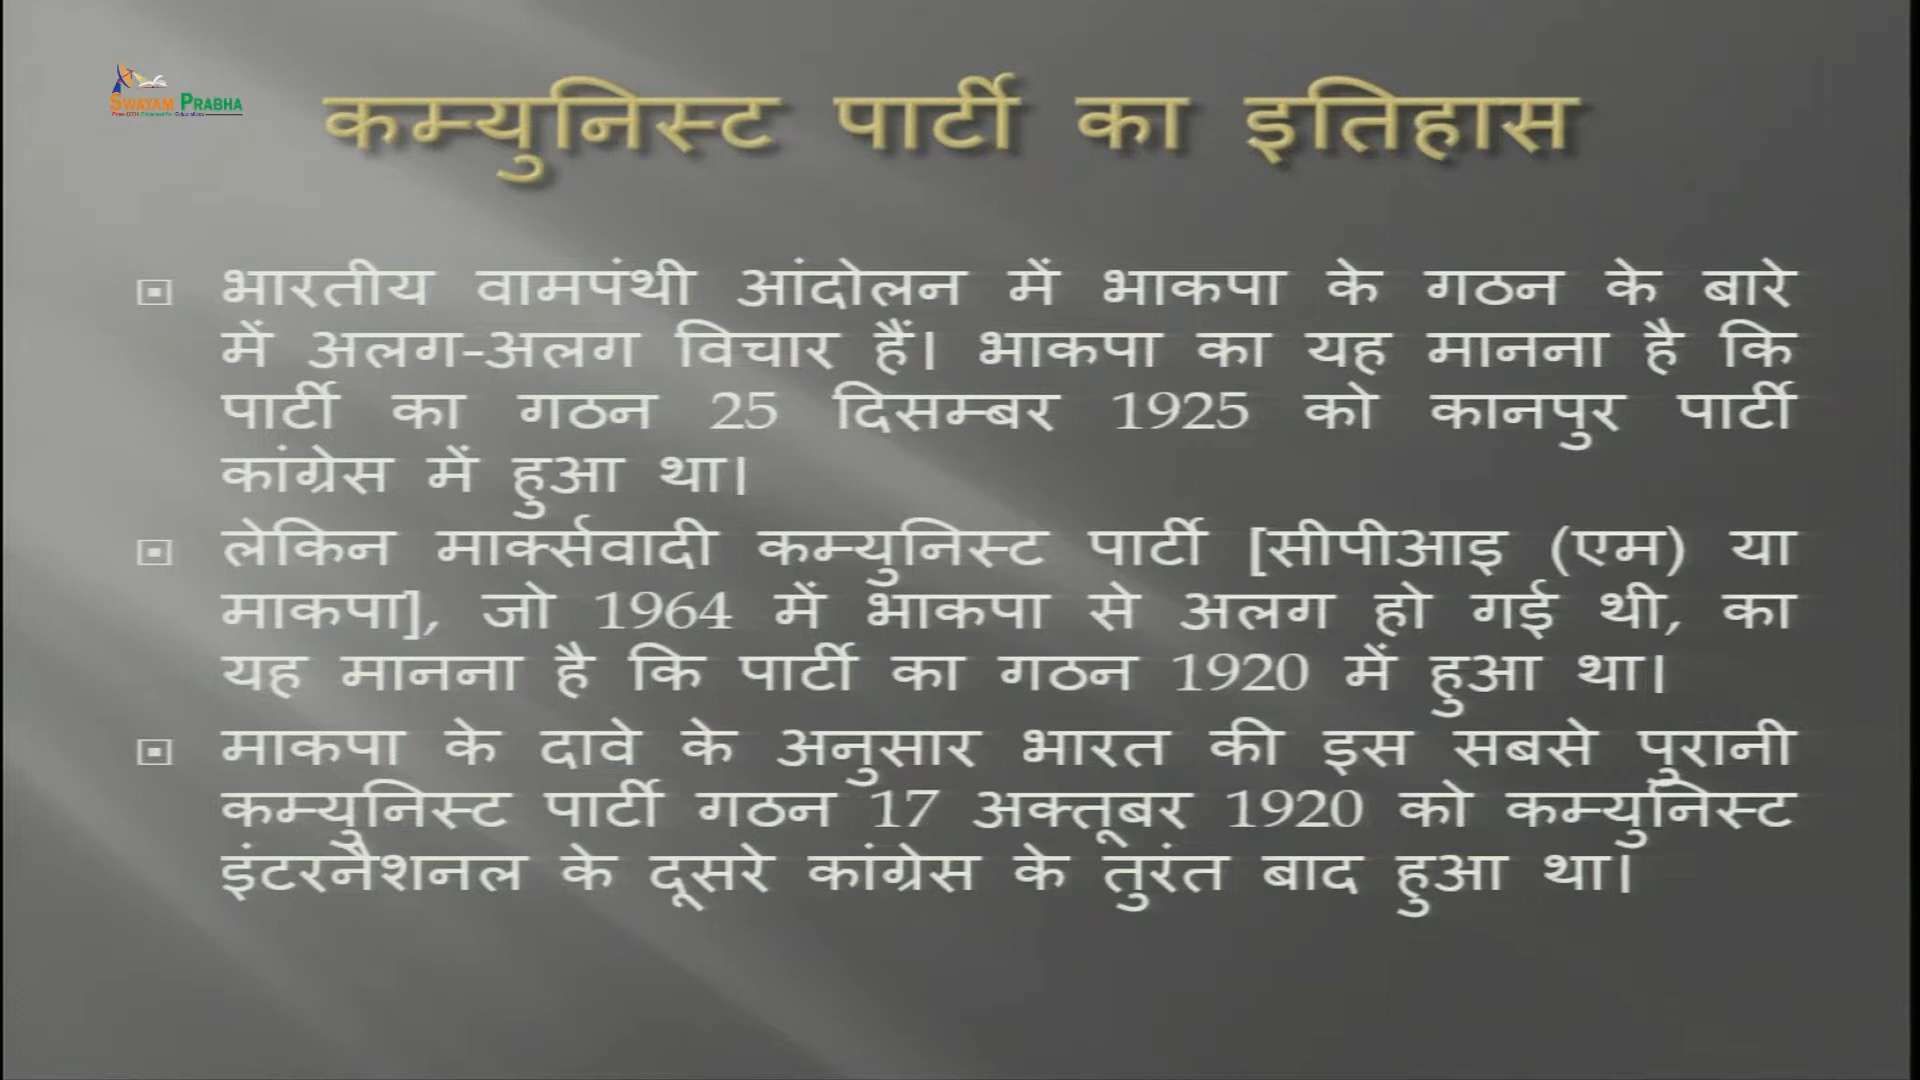 SWAYAM PRABHA
कम्युनिस्ट पार्टी का इतिहास
भारतीय वामपंथी आंदोलन में भाकपा के गठन के बारे
में अलग-अलग विचार हैं। भाकपा का यह मानना है कि
पार्टी का गठन 25 दिसम्बर 1925 को कानपुर पार्टी
कांग्रेस में हुआ था।
लेकिन मार्क्सवादी कम्युनिस्ट पार्टी [सीपीआइ (एम) या
माकपा], जो 1964 में भाकपा से अलग हो गई थी, का
यह मानना है कि पार्टी का गठन 1920 में हुआ था।
माकपा के दावे के अनुसार भारत की इस सबसे पुरानी
कम्युनिस्ट पार्टी गठन 17 अक्तूबर 1920 को कम्युनिस्ट
इंटरनैशनल के दूसरे कांग्रेस के तुरंत बाद हुआ था।